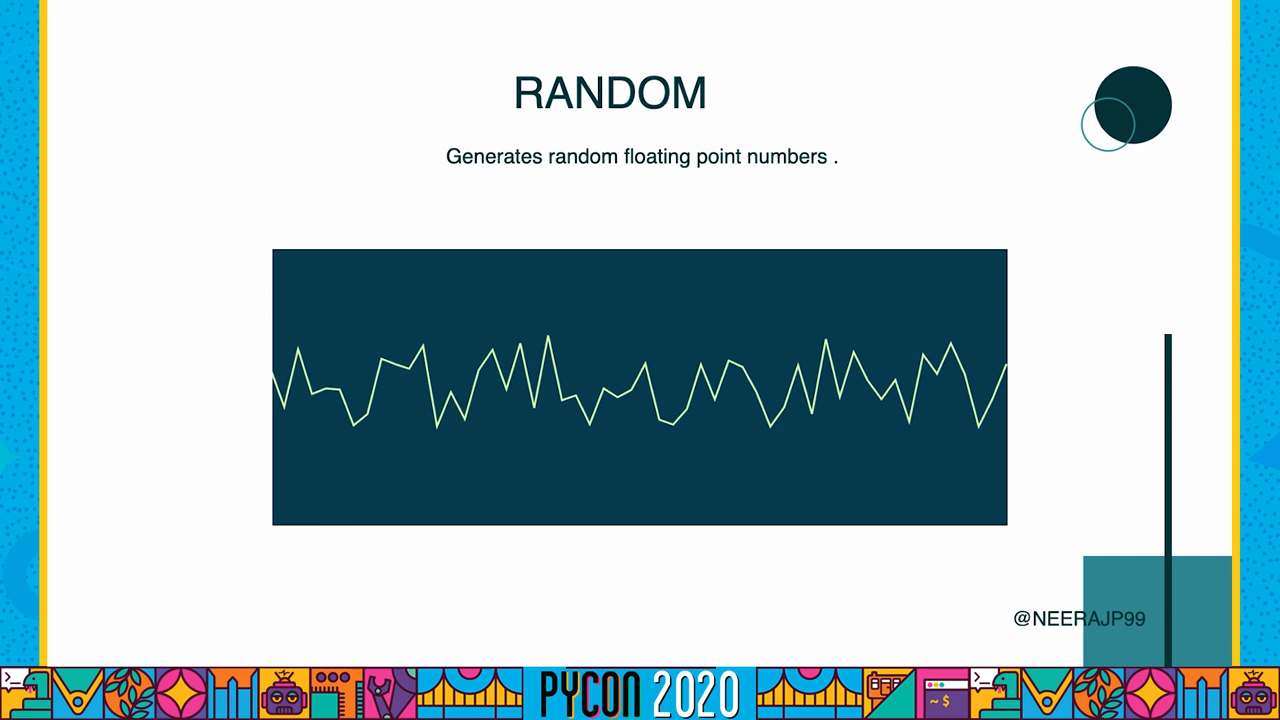 RANDOM
Generates random floating point numbers .
@NEERAJP99
~$
PYCON 2020